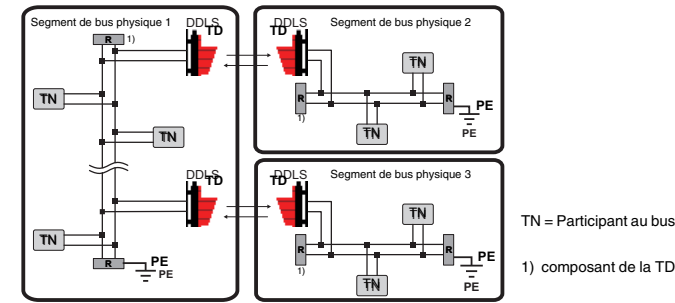 Segment de bus physique 1
DDLS
TD
R 1)
TN
TN
DDLS
TD
TN
R
PE
PE
DDLS
TD
Segment de bus physique 2
TN
R
1)
R
TN
PE
PE
DDLS
TD
Segment de bus physique 3
TN
R
1)
R
TN
PE
PE
TN = Participant au bus
1) composant de la TD